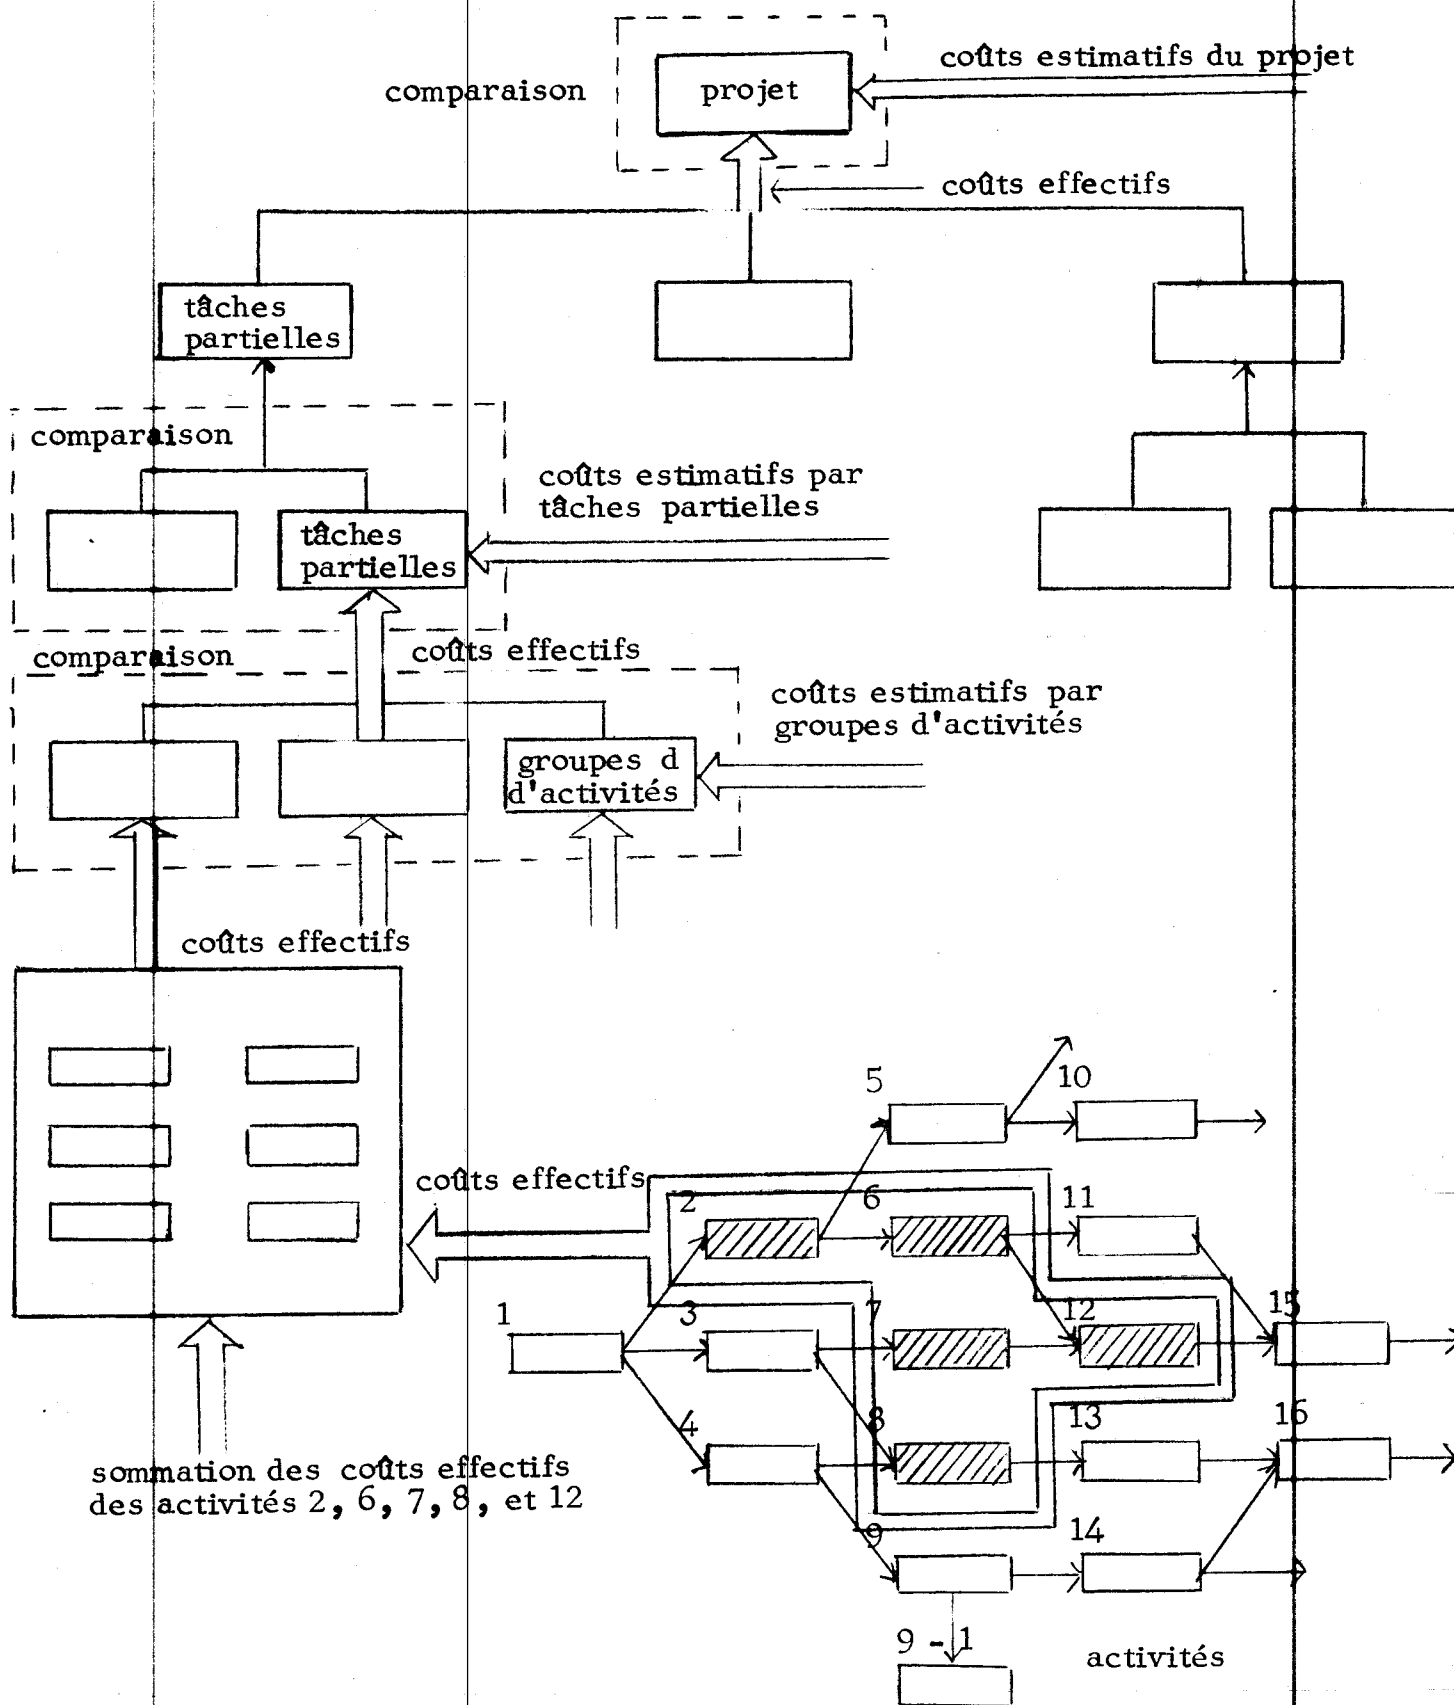 coûts estimatifs du projet
comparaison
projet
coûts effectifs
tâches
partielles
comparaison
coûts estimatifs par
tâches partielles
tâches
partielles
comparaison
coûts effectifs
coûts estimatifs par
groupes d'activités
groupes d
d'activités
coûts effectifs
5
10
coûts effectifs
2
6
11
1
3
7
12
15
4
8
13
16
sommation des coûts effectifs
des activités 2, 6, 7, 8, et 12
9
14
9 - 1
activités